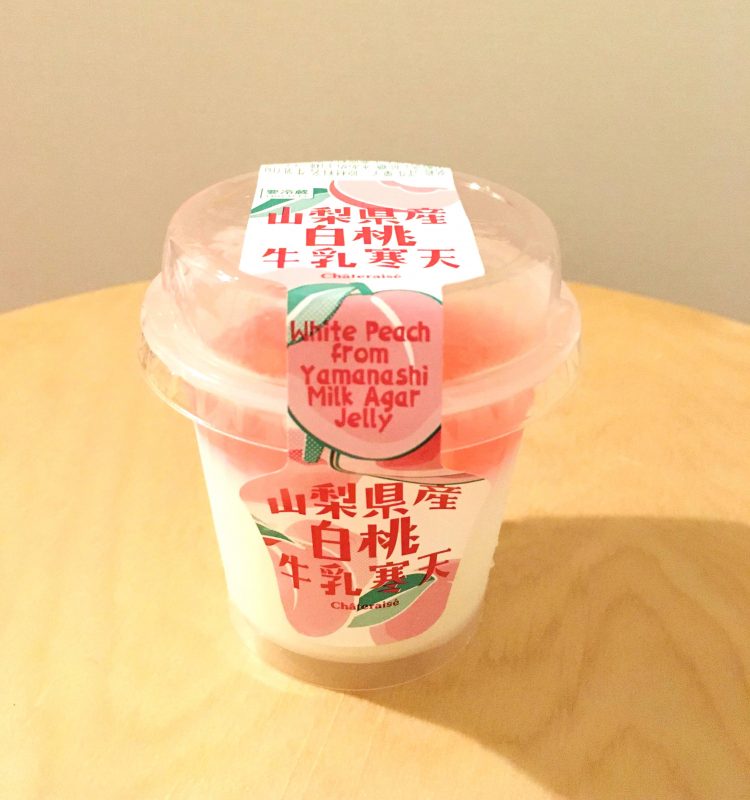 要冷蔵
山梨県産
白桃
牛乳寒天
Châteraisé
White Peach
from
Yamanashi
Milk Agar
Jelly
山梨県産
白桃
牛乳寒天
Châteraisé